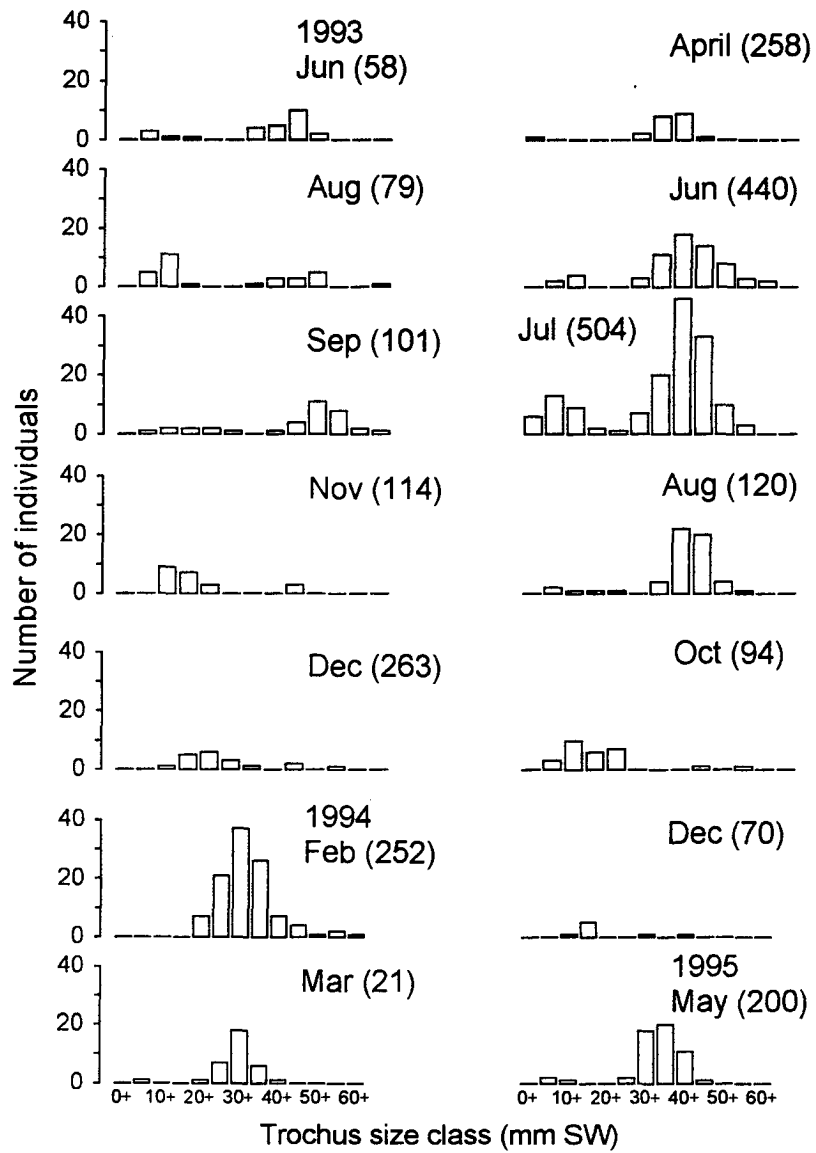 40
20
0
1993
Jun (58)
April (258)
40
20
0
Aug (79)
Jun (440)
40
20
0
Sep (101)
Jul (504)
40
20
0
Nov (114)
Aug (120)
40
20
0
Dec (263)
Oct (94)
40
20
0
1994
Feb (252)
Dec (70)
40
20
0
Mar (21)
1995
May (200)
Number of individuals
0+ 10+ 20+ 30+ 40+ 50+ 60+
0+ 10+ 20+ 30+ 40+ 50+ 60+
Trochus size class (mm SW)